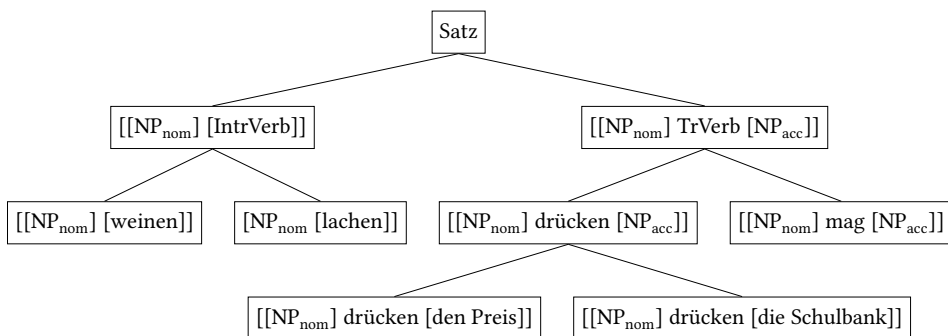 Satz
[[NPnom] [IntrVerb]] [[NPnom] TrVerb [NPacc]]
[[NPnom] [weinen]] [NPnom [lachen]] [[NPnom] drücken [NPacc]] [[NPnom] mag [NPacc]]
[[NPnom] drücken [den Preis]] [[NPnom] drücken [die Schulbank]]